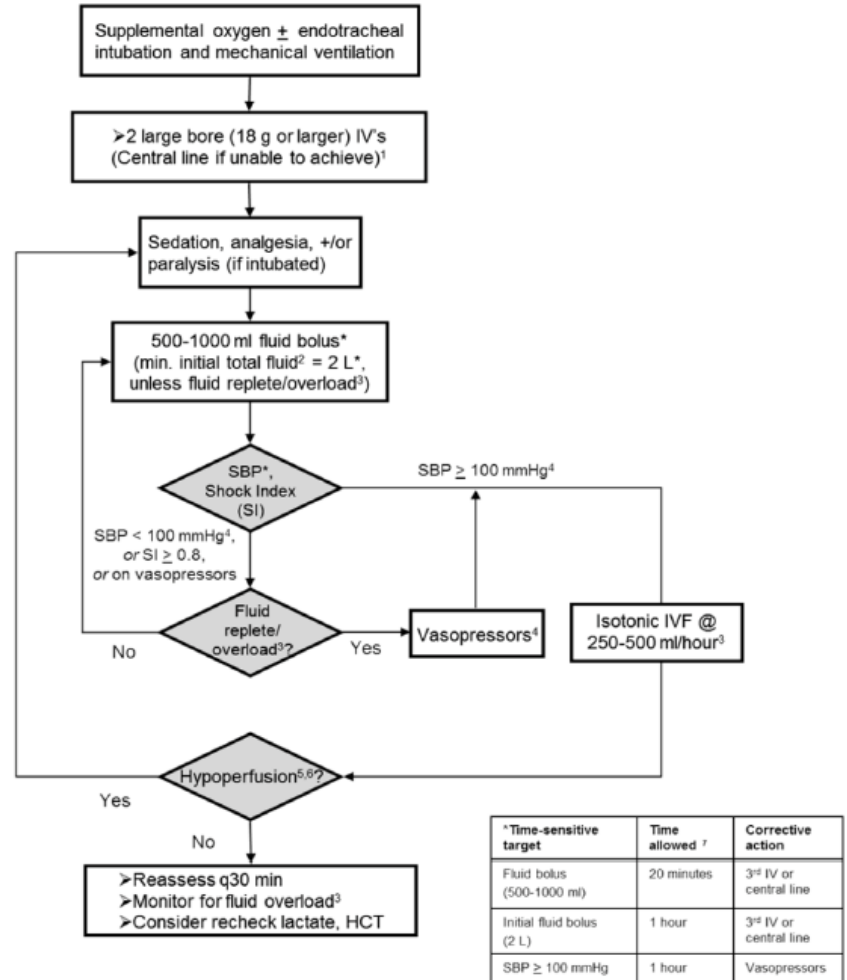 Supplemental oxygen ± endotracheal
intubation and mechanical ventilation
➢2 large bore (18 g or larger) IV's
(Central line if unable to achieve)¹
Sedation, analgesia, +/or
paralysis (if intubated)
500-1000 ml fluid bolus*
(min. initial total fluid² = 2 L*,
unless fluid replete/overload³)
SBP*,
Shock Index
(SI)
SBP ≥ 100 mmHg⁴
SBP < 100 mmHg⁴,
or SI ≥ 0.8,
or on vasopressors
Fluid
replete/
overload³?
No
Yes
Vasopressors⁴
Isotonic IVF @
250-500 ml/hour³
Hypoperfusion⁵,⁶?
Yes
No
➢Reassess q30 min
➢Monitor for fluid overload³
➢Consider recheck lactate, HCT
*Time-sensitive
target
Time
allowed ⁷
Corrective
action
Fluid bolus
(500-1000 ml)
20 minutes
3rd IV or
central line
Initial fluid bolus
(2 L)
1 hour
3rd IV or
central line
SBP ≥ 100 mmHg
1 hour
Vasopressors